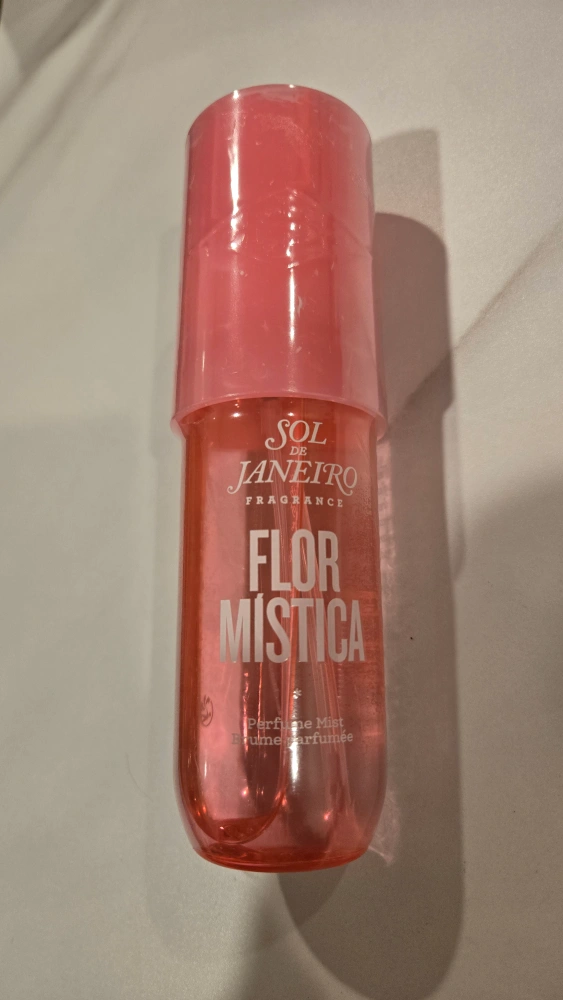 SOL
DE
JANEIRO
FRAGRANCE
FLOR
MÍSTICA
*
Perfume Mist
Brume parfumée